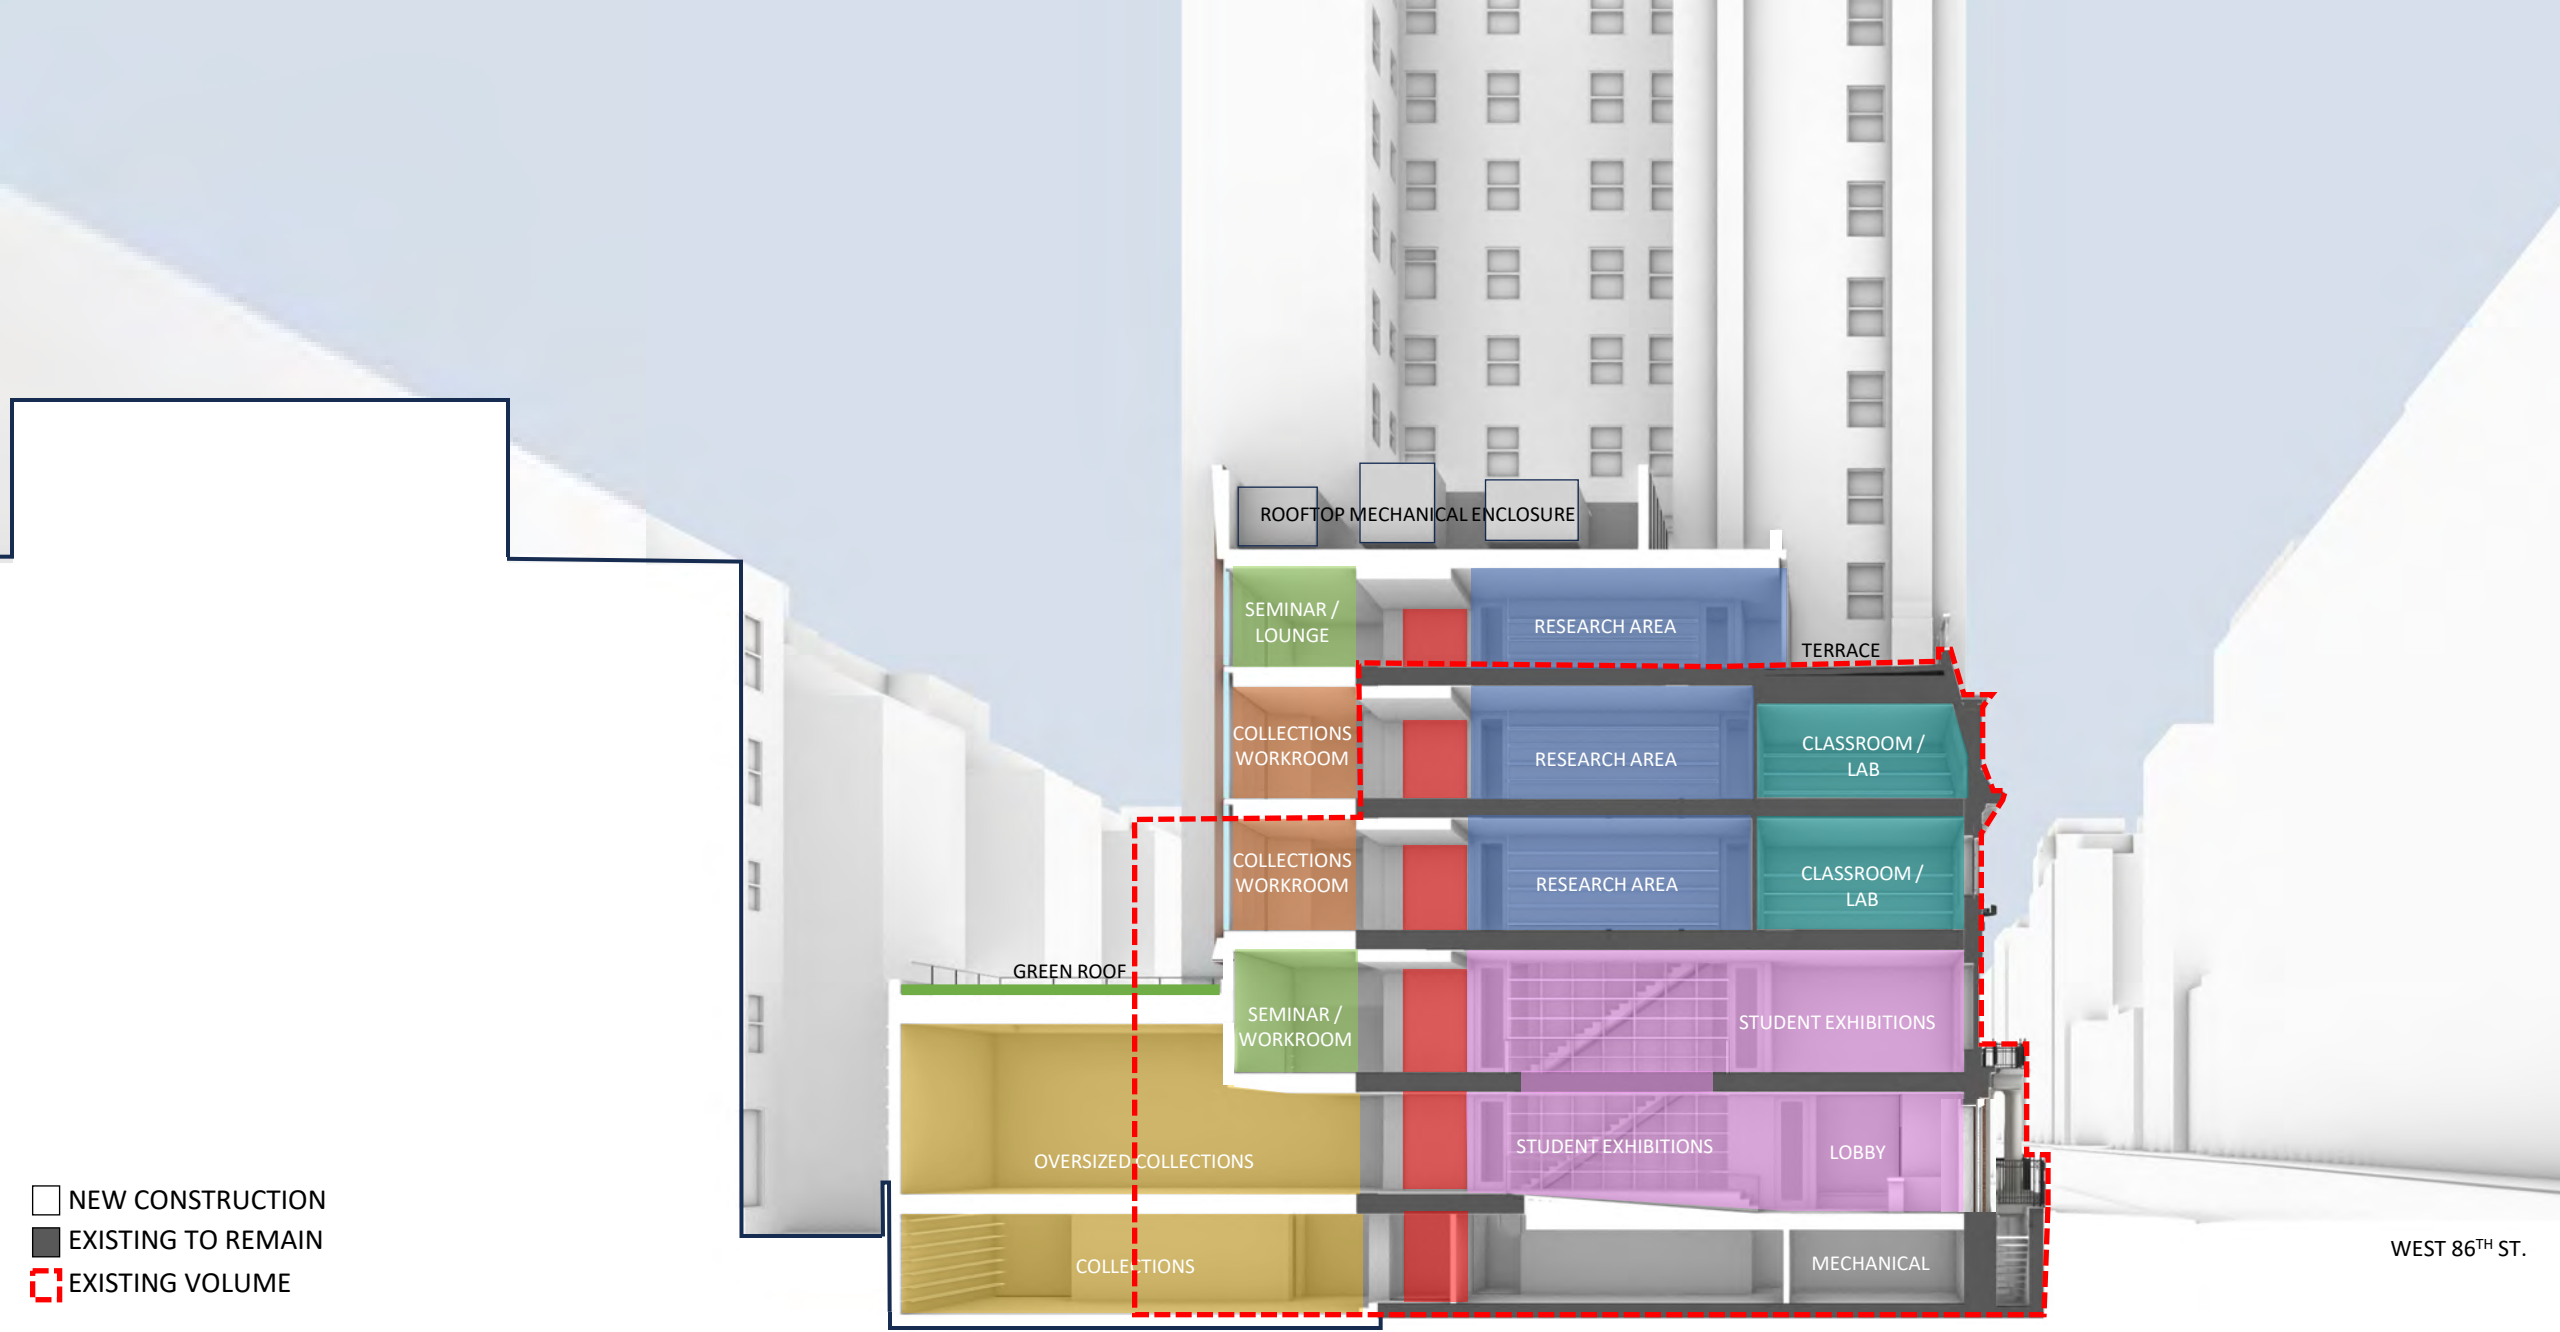 ROOFTOP MECHANICAL ENCLOSURE
SEMINAR /
LOUNGE
RESEARCH AREA
TERRACE
COLLECTIONS
WORKROOM
RESEARCH AREA
CLASSROOM /
LAB
COLLECTIONS
WORKROOM
RESEARCH AREA
CLASSROOM /
LAB
GREEN ROOF
SEMINAR /
WORKROOM
STUDENT EXHIBITIONS
OVERSIZED COLLECTIONS
STUDENT EXHIBITIONS
LOBBY
COLLECTIONS
MECHANICAL
NEW CONSTRUCTION
EXISTING TO REMAIN
EXISTING VOLUME
WEST 86TH ST.